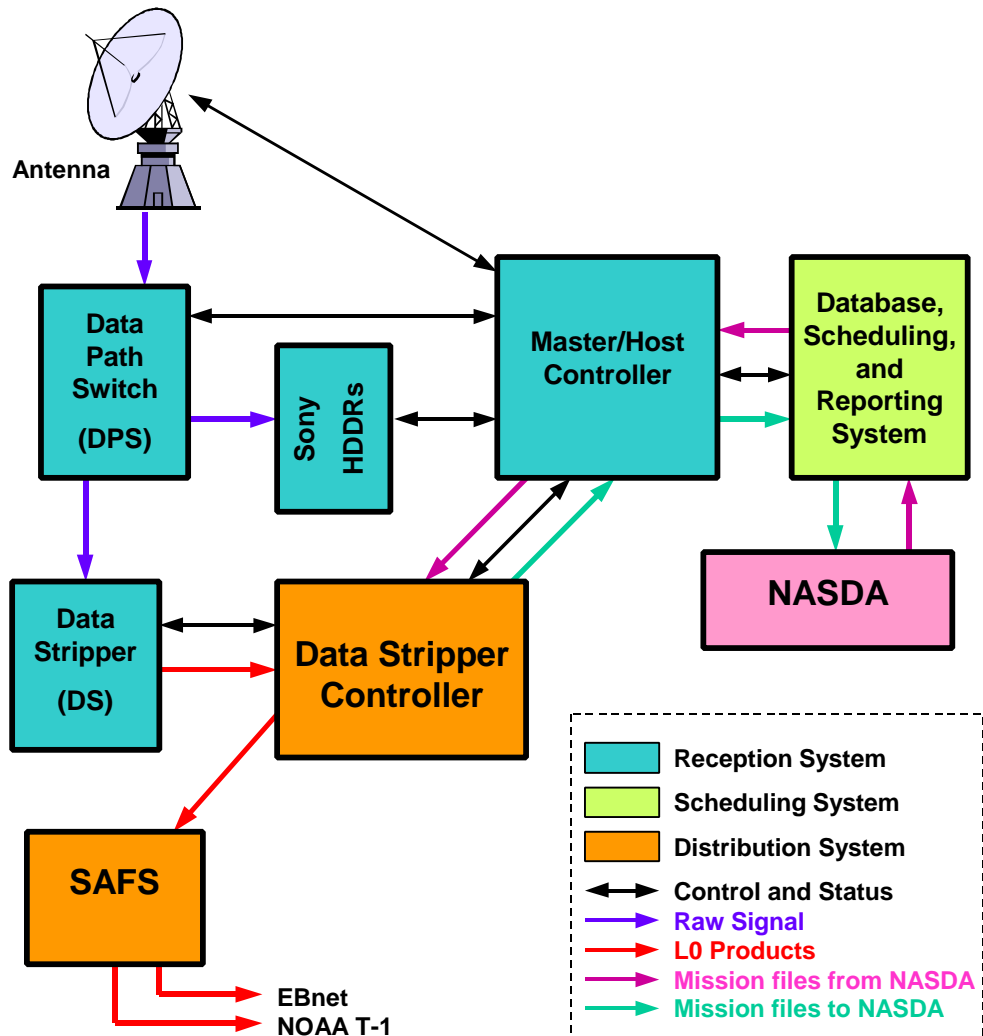 Antenna
Data
Path
Switch
(DPS)
Sony
HDDRs
Master/Host
Controller
Database,
Scheduling,
and
Reporting
System
NASDA
Data
Stripper
(DS)
Data Stripper
Controller
SAFS
EBnet
NOAA T-1
Reception System
Scheduling System
Distribution System
Control and Status
Raw Signal
L0 Products
Mission files from NASDA
Mission files to NASDA